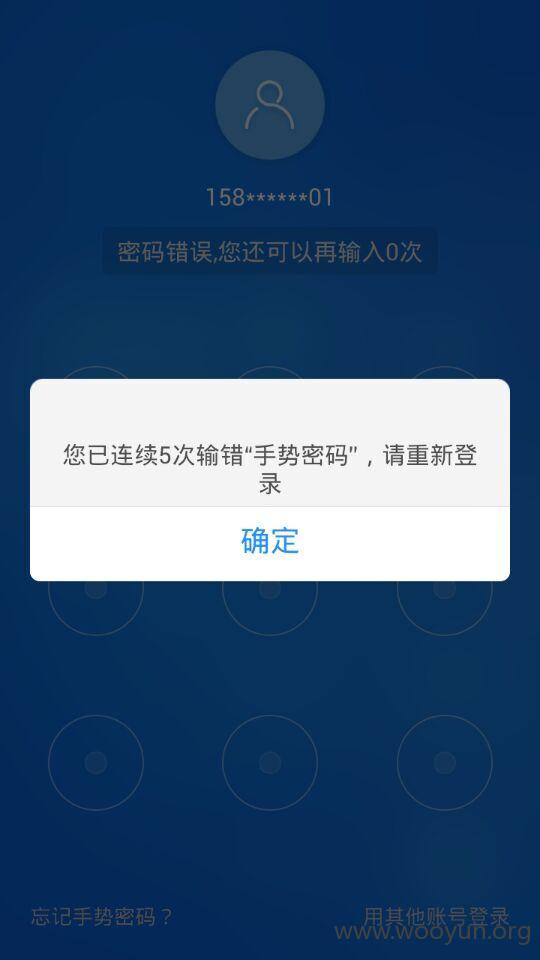 158******01
密码错误,您还可以再输入0次
您已连续5次输错“手势密码”，请重新登
录
确定
忘记手势密码？
用其他账号登录
www.wooyun.org